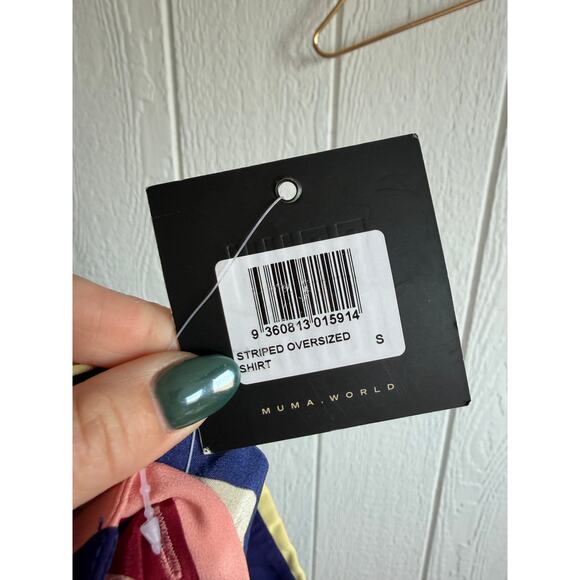 9 360813 015914
STRIPED OVERSIZED S
SHIRT
MUMA.WORLD